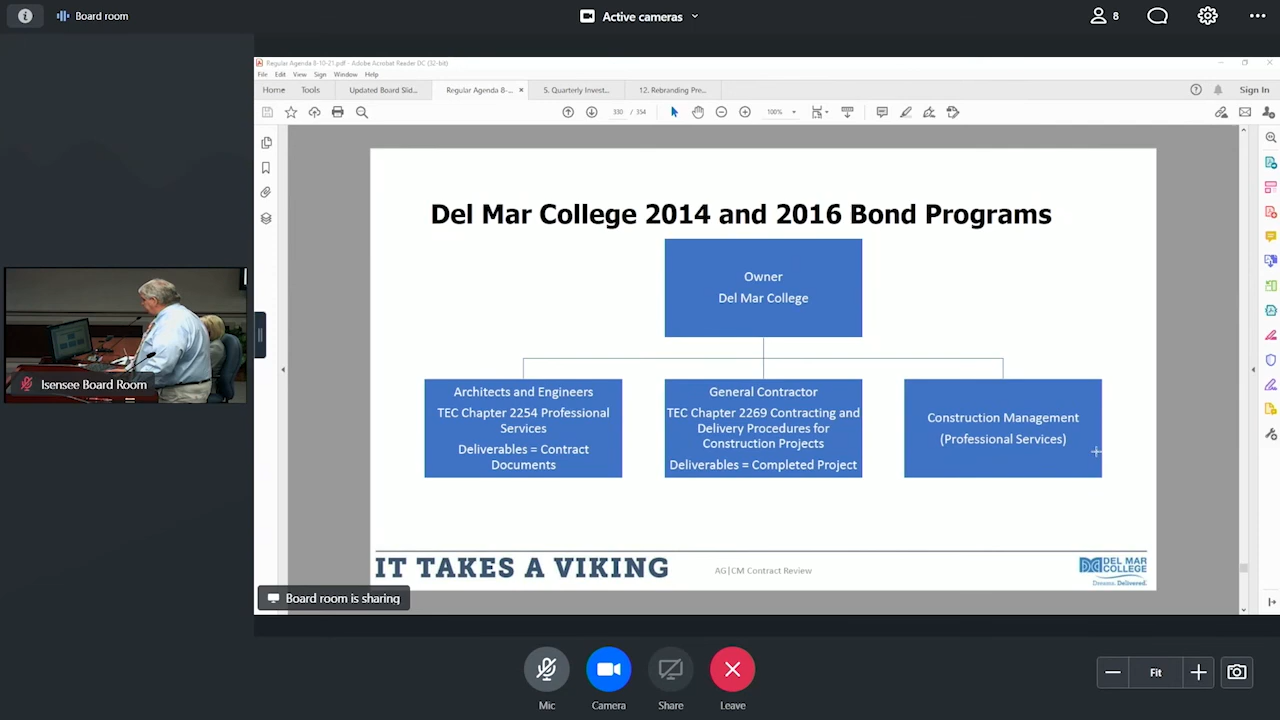 Board room
Active cameras
8
Regular Agenda 8-10-21.pdf - Adobe Acrobat Reader DC (32-bit)
File Edit View Sign Window Help
Home Tools Updated Board Slid... Regular Agenda 8-... × 5. Quarterly Invest... 12. Rebranding Pre... Sign In
330 / 334 100%
Del Mar College 2014 and 2016 Bond Programs
Owner
Del Mar College
Architects and Engineers
TEC Chapter 2254 Professional
Services
Deliverables = Contract
Documents
General Contractor
TEC Chapter 2269 Contracting and
Delivery Procedures for
Construction Projects
Deliverables = Completed Project
Construction Management
(Professional Services)
Isensee Board Room
IT TAKES A VIKING
AG|CM Contract Review
DEL MAR
COLLEGE
Dreams. Delivered.
Board room is sharing
Mic Camera Share Leave
Fit